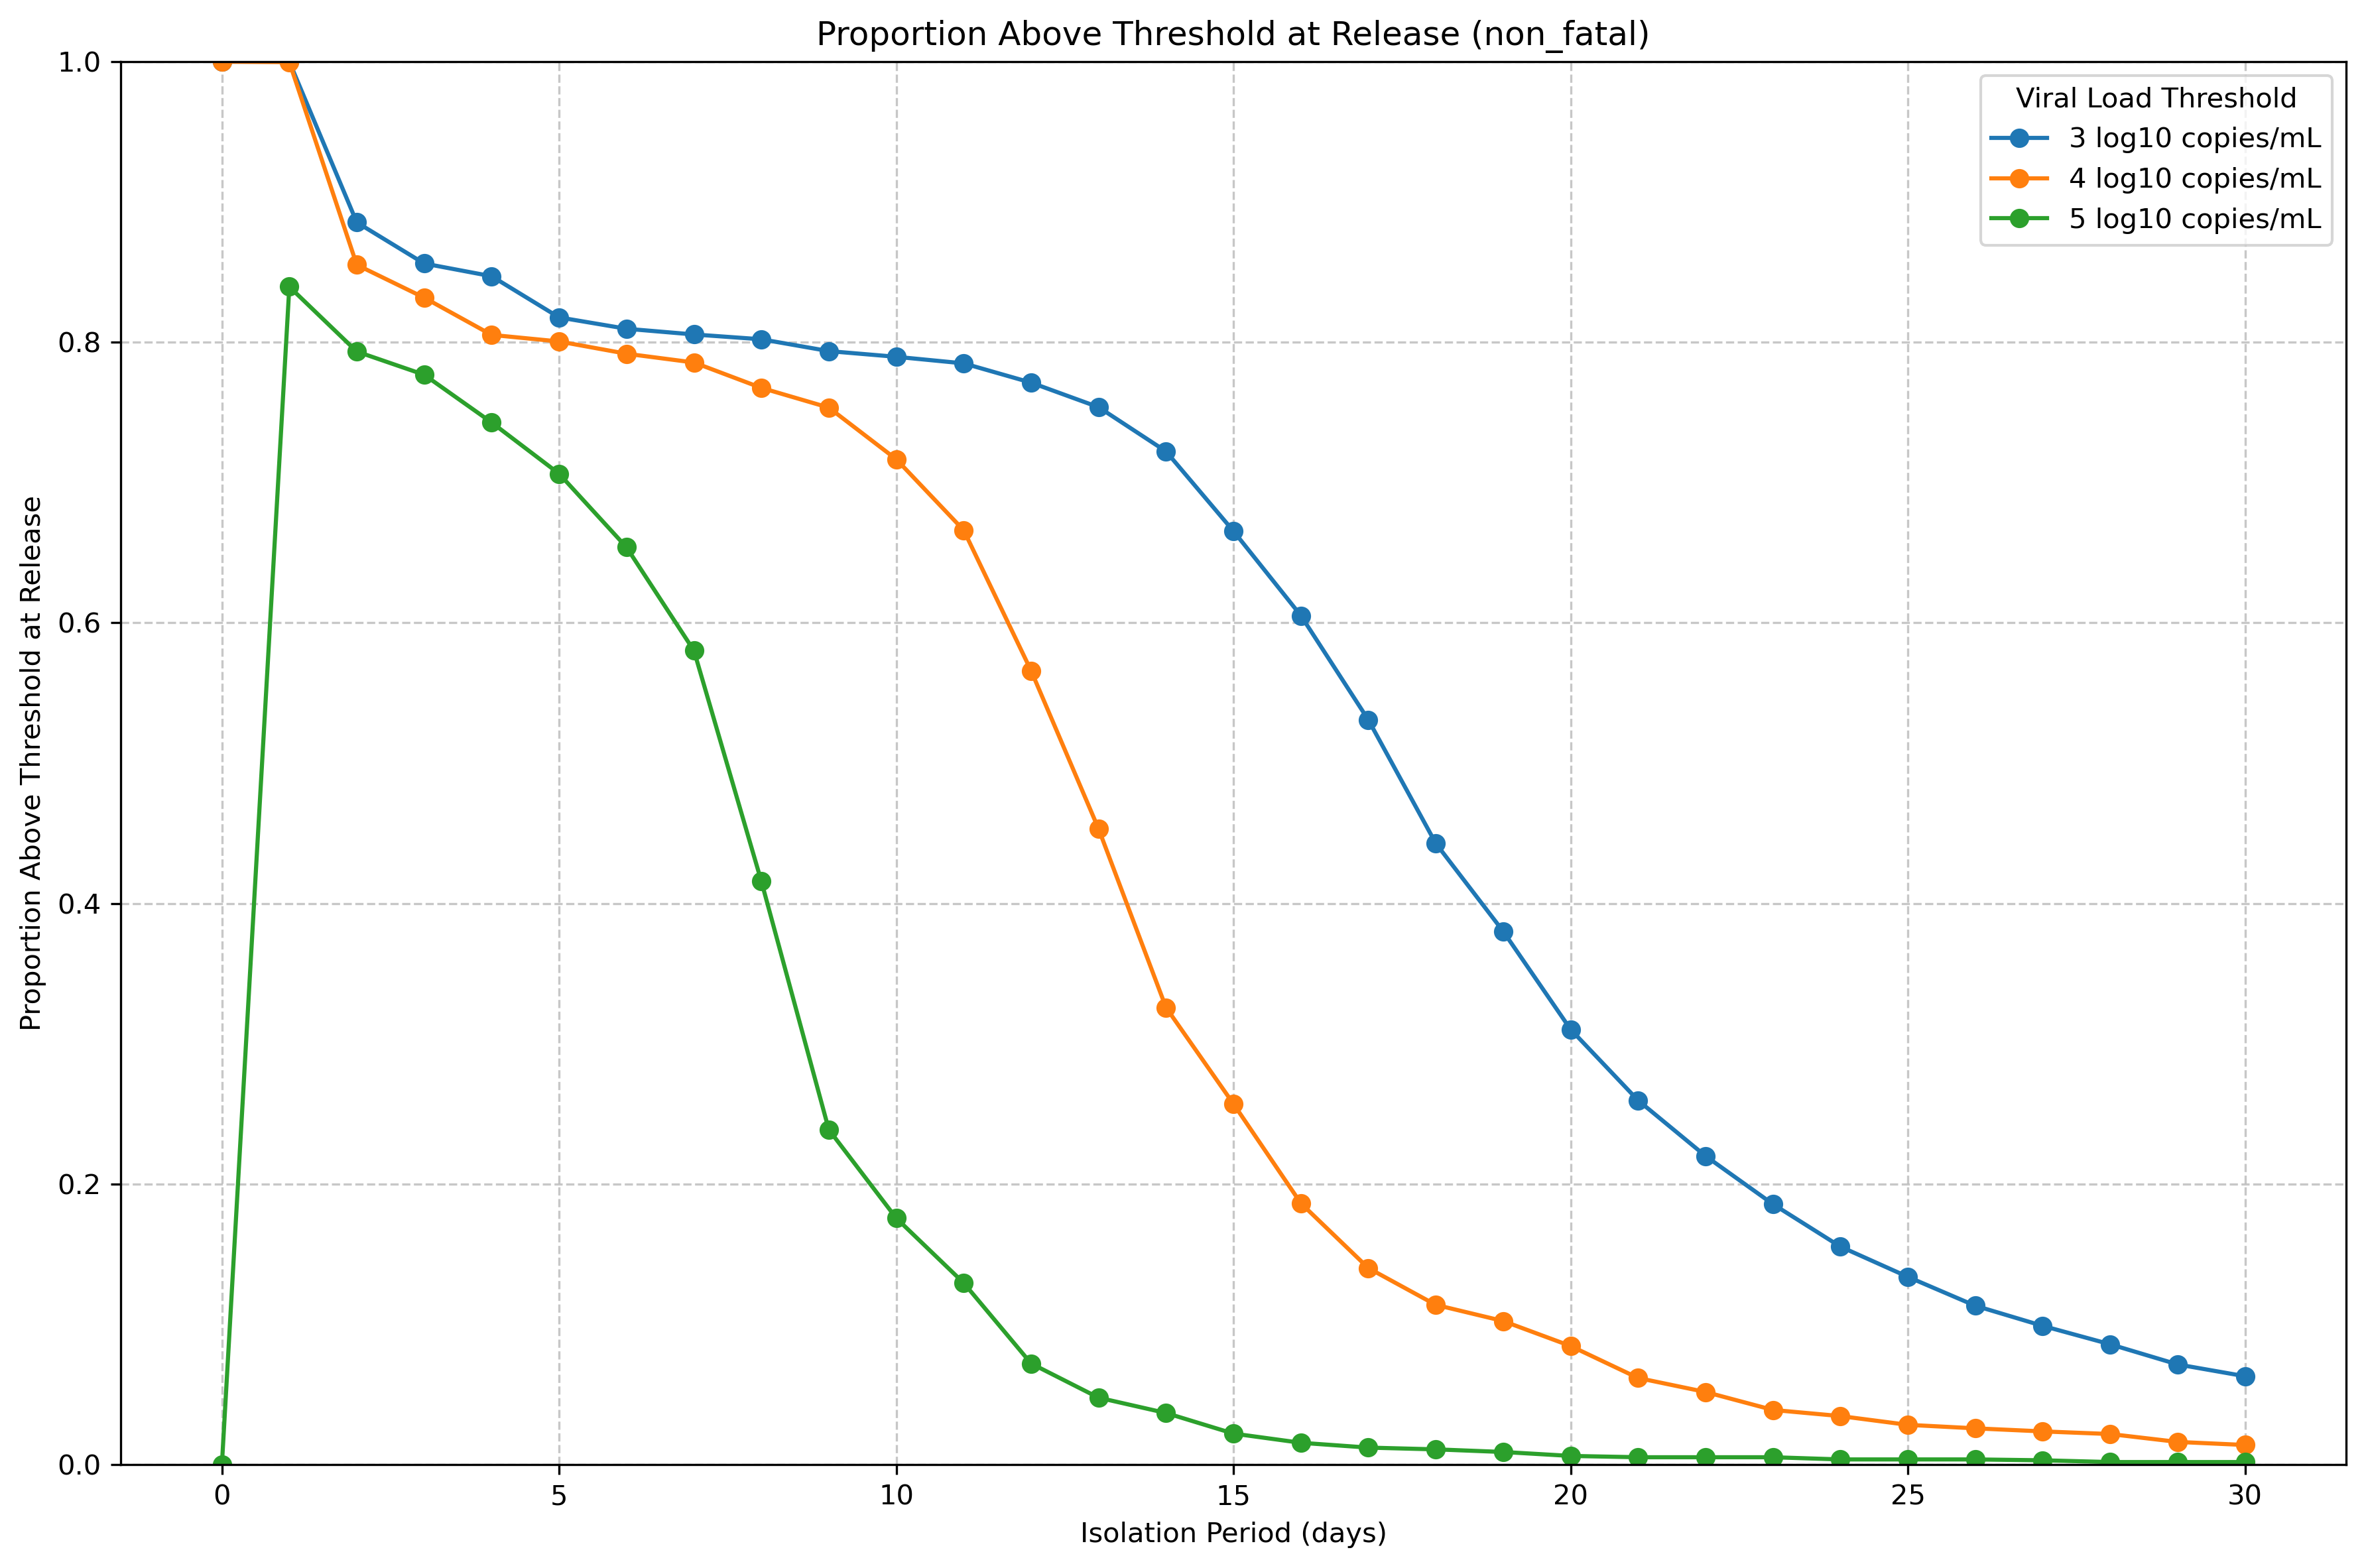 Proportion Above Threshold at Release (non_fatal)
Viral Load Threshold
3 log10 copies/mL
4 log10 copies/mL
5 log10 copies/mL
Proportion Above Threshold at Release
1.0
0.8
0.6
0.4
0.2
0.0
0 5 10 15 20 25 30
Isolation Period (days)